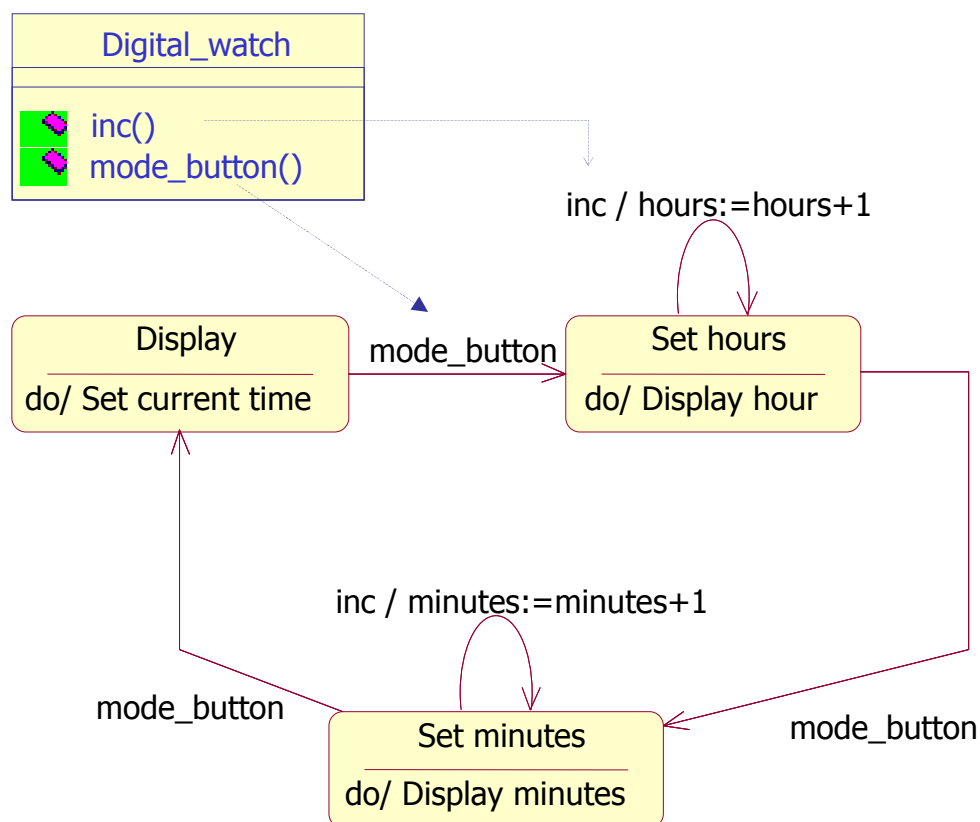 Digital_watch
inc()
mode_button()
inc / hours:=hours+1
Display
do/ Set current time
mode_button
Set hours
do/ Display hour
inc / minutes:=minutes+1
mode_button
mode_button
Set minutes
do/ Display minutes